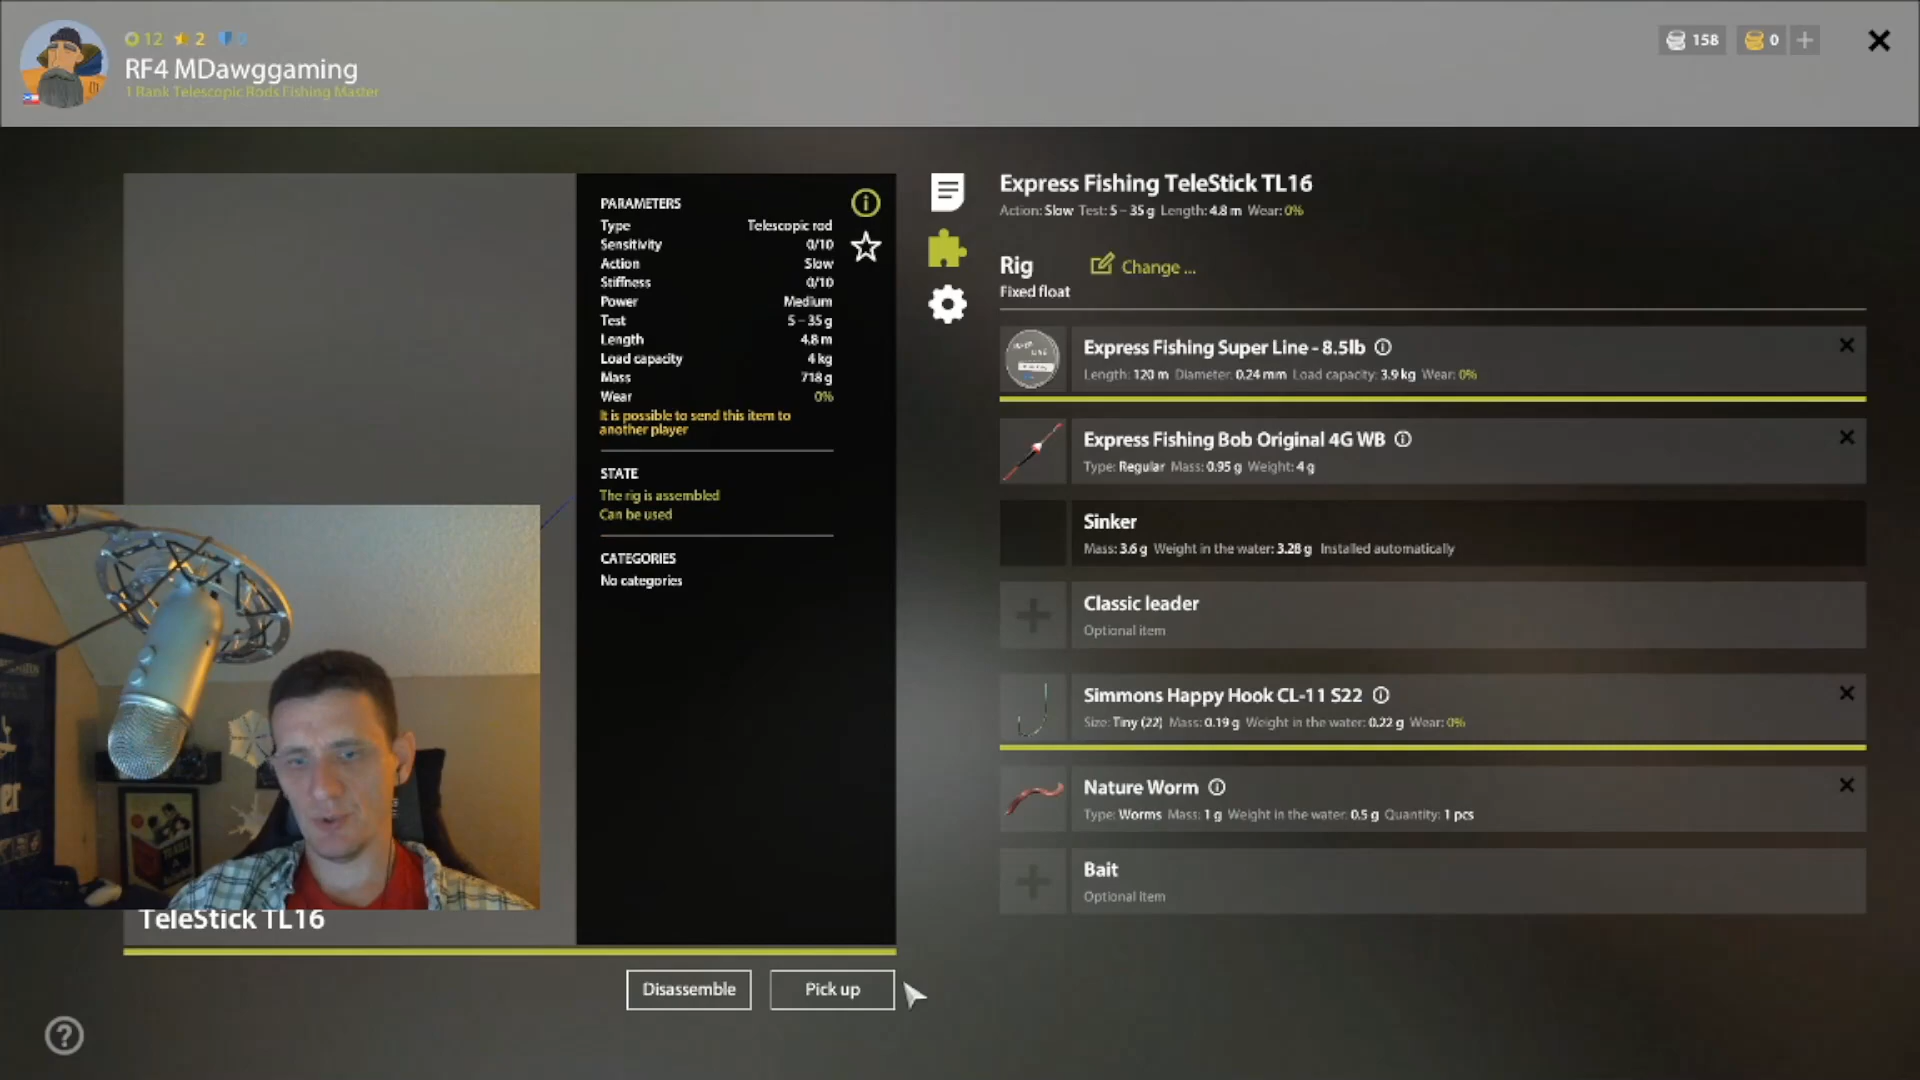 12 2 0
RF4 MDawggaming
1 Rank Telescopic Rods Fishing Master
158 0
PARAMETERS
Type Telescopic rod
Sensitivity 0/10
Action Slow
Stiffness 0/10
Power Medium
Test 5 – 35 g
Length 4.8 m
Load capacity 4 kg
Mass 718 g
Wear 0%
It is possible to send this item to
another player
STATE
The rig is assembled
Can be used
CATEGORIES
No categories
TeleStick TL16
Disassemble Pick up
Express Fishing TeleStick TL16
Action: Slow Test: 5 – 35 g Length: 4.8 m Wear: 0%
Rig Change ...
Fixed float
Express Fishing Super Line - 8.5lb
Length: 120 m Diameter: 0.24 mm Load capacity: 3.9 kg Wear: 0%
Express Fishing Bob Original 4G WB
Type: Regular Mass: 0.95 g Weight: 4 g
Sinker
Mass: 3.6 g Weight in the water: 3.28 g Installed automatically
Classic leader
Optional item
Simmons Happy Hook CL-11 S22
Size: Tiny (22) Mass: 0.19 g Weight in the water: 0.22 g Wear: 0%
Nature Worm
Type: Worms Mass: 1 g Weight in the water: 0.5 g Quantity: 1 pcs
Bait
Optional Item